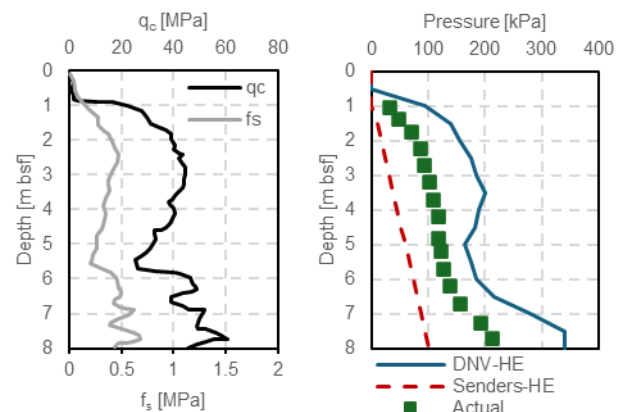 q_c [MPa]
0 20 40 60 80
0
1
2
3
4
5
6
7
8
Depth [m bsf]
qc
fs
0 0.5 1 1.5 2
f_s [MPa]
Pressure [kPa]
0 100 200 300 400
0
1
2
3
4
5
6
7
8
Depth [m bsf]
DNV-HE
Senders-HE
Actual